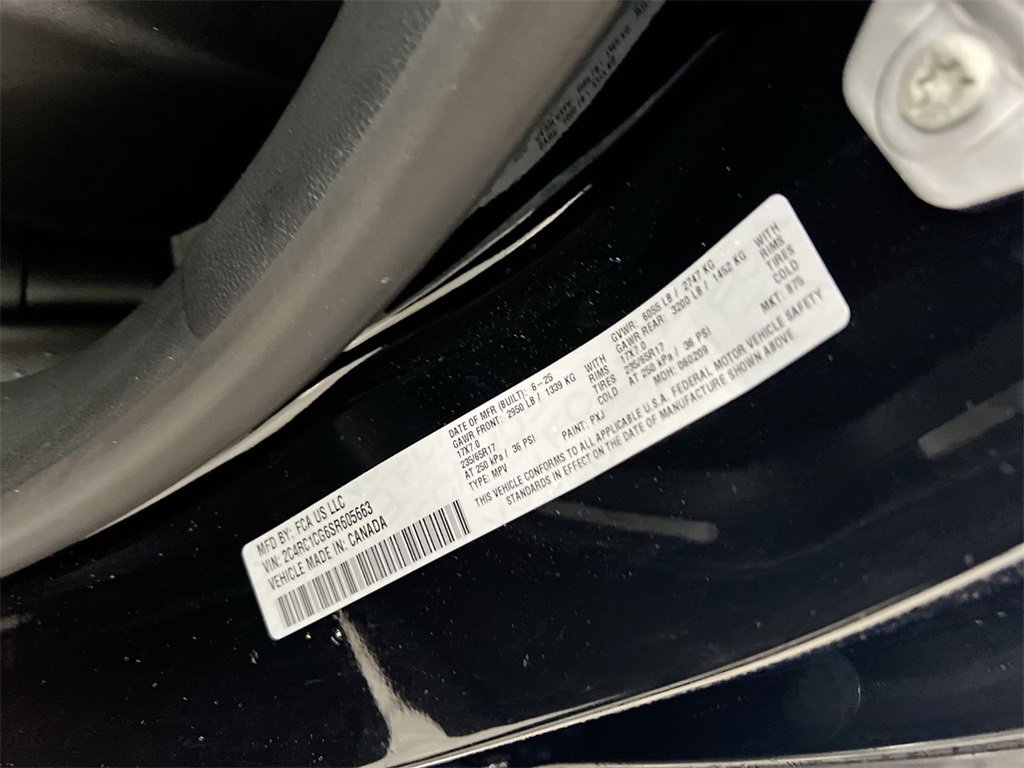 MFD BY: FCA US LLC
VIN: 2C4RC1CG6SR605663
VEHICLE MADE IN: CANADA
DATE OF MFR (BUILT): 6-25
GAWR FRONT: 2950 LB / 1339 KG WITH
17X7.0 RIMS
235/65R17 TIRES
AT 250 kPa / 36 PSI COLD
TYPE: MPV PAINT: PXJ
GVWR: 6055 LB / 2747 KG
GAWR REAR: 3200 LB / 1452 KG WITH
17X7.0 RIMS
235/65R17 TIRES
AT 250 kPa / 36 PSI COLD
MDH: 060209 MKT: 875
THIS VEHICLE CONFORMS TO ALL APPLICABLE U.S.A. FEDERAL MOTOR VEHICLE SAFETY
STANDARDS IN EFFECT ON THE DATE OF MANUFACTURE SHOWN ABOVE